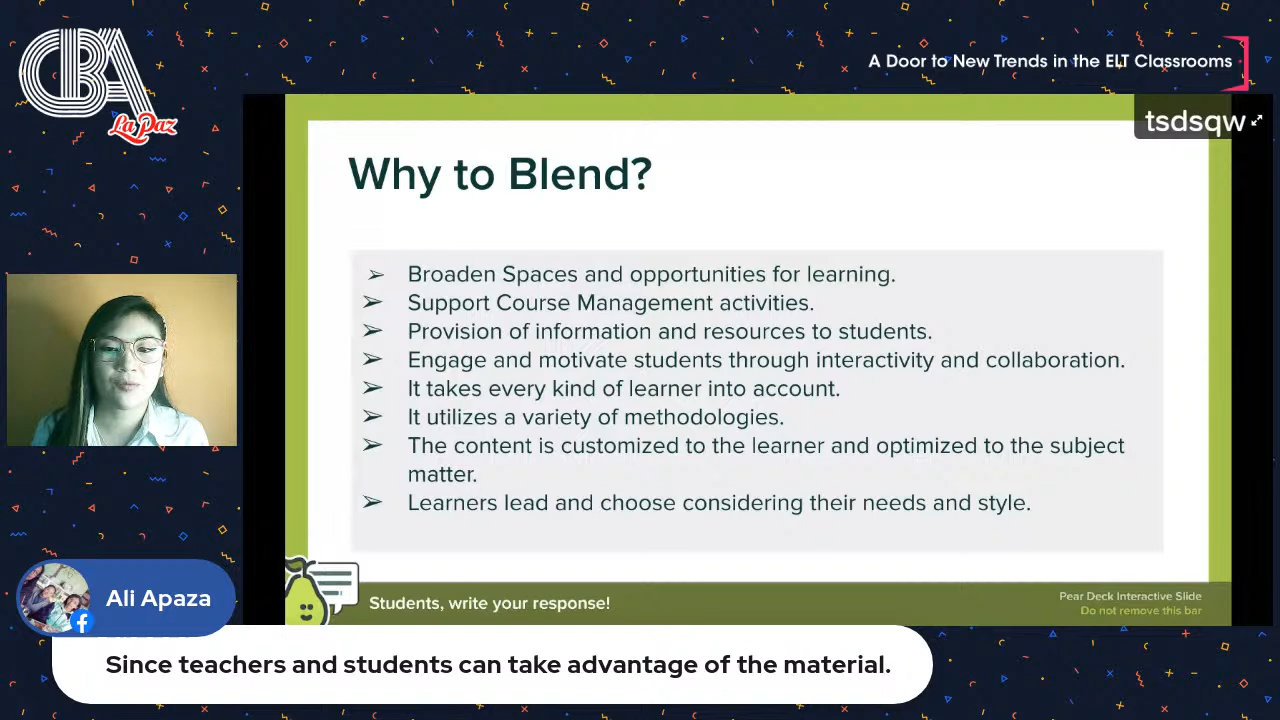 CBA
La Paz
A Door to New Trends in the ELT Classrooms
tsdsqw
Why to Blend?
➢ Broaden Spaces and opportunities for learning.
➢ Support Course Management activities.
➢ Provision of information and resources to students.
➢ Engage and motivate students through interactivity and collaboration.
➢ It takes every kind of learner into account.
➢ It utilizes a variety of methodologies.
➢ The content is customized to the learner and optimized to the subject
matter.
➢ Learners lead and choose considering their needs and style.
Students, write your response!
Pear Deck Interactive Slide
Do not remove this bar
Ali Apaza
Since teachers and students can take advantage of the material.